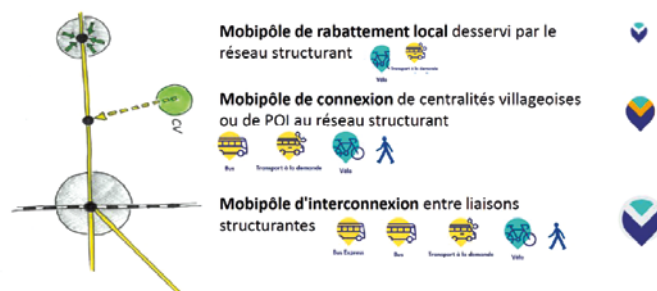 Mobipôle de rabattement local desservi par le
réseau structurant
Vélo
Transport à la demande
Mobipôle de connexion de centralités villageoises
ou de POI au réseau structurant
CV
Bus
Transport à la demande
Vélo
Mobipôle d'interconnexion entre liaisons
structurantes
Bus Express
Bus
Transport à la demande
Vélo